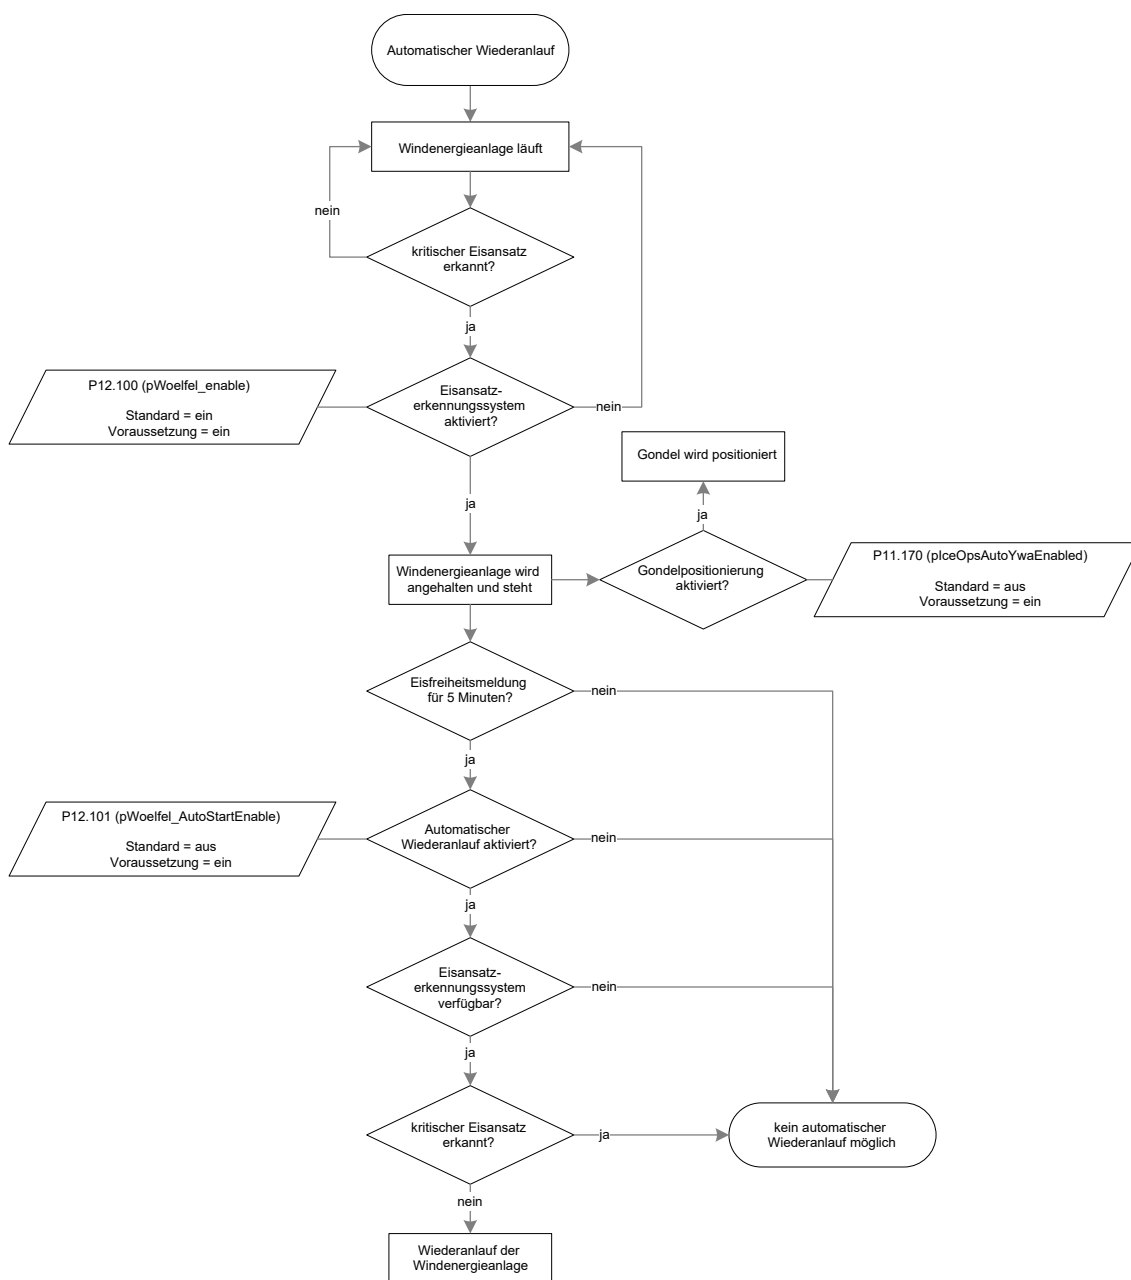 Automatischer Wiederanlauf
Windenergieanlage läuft
nein
kritischer Eisansatz
erkannt?
ja
P12.100 (pWoelfel_enable)
Standard = ein
Voraussetzung = ein
Eisansatz-
erkennungssystem
aktiviert?
nein
Gondel wird positioniert
ja
ja
Windenergieanlage wird
angehalten und steht
Gondelpositionierung
aktiviert?
P11.170 (pIceOpsAutoYwaEnabled)
Standard = aus
Voraussetzung = ein
Eisfreiheitsmeldung
für 5 Minuten?
nein
ja
P12.101 (pWoelfel_AutoStartEnable)
Standard = aus
Voraussetzung = ein
Automatischer
Wiederanlauf aktiviert?
nein
ja
Eisansatz-
erkennungssystem
verfügbar?
nein
ja
kritischer Eisansatz
erkannt?
ja
kein automatischer
Wiederanlauf möglich
nein
Wiederanlauf der
Windenergieanlage